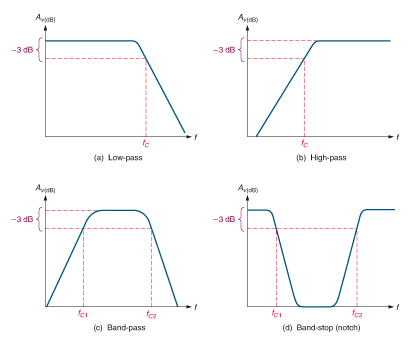 Av(dB)
−3 dB
fC
f
(a) Low-pass
Av(dB)
−3 dB
fC
f
(b) High-pass
Av(dB)
−3 dB
fC1
fC2
f
(c) Band-pass
Av(dB)
−3 dB
fC1
fC2
f
(d) Band-stop (notch)